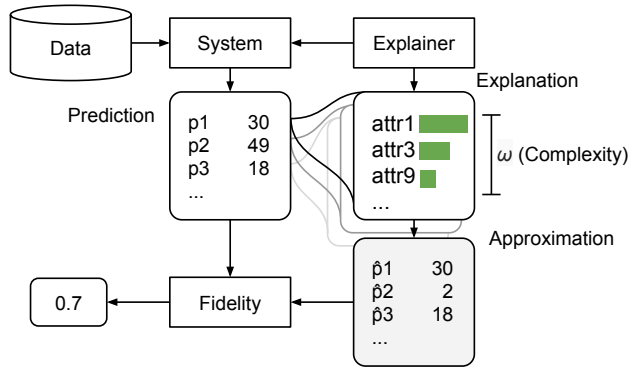 Data
System
Explainer
Prediction
Explanation
p1 30
p2 49
p3 18
...
attr1
attr3
attr9
...
ω (Complexity)
Approximation
p̂1 30
p̂2 2
p̂3 18
...
Fidelity
0.7